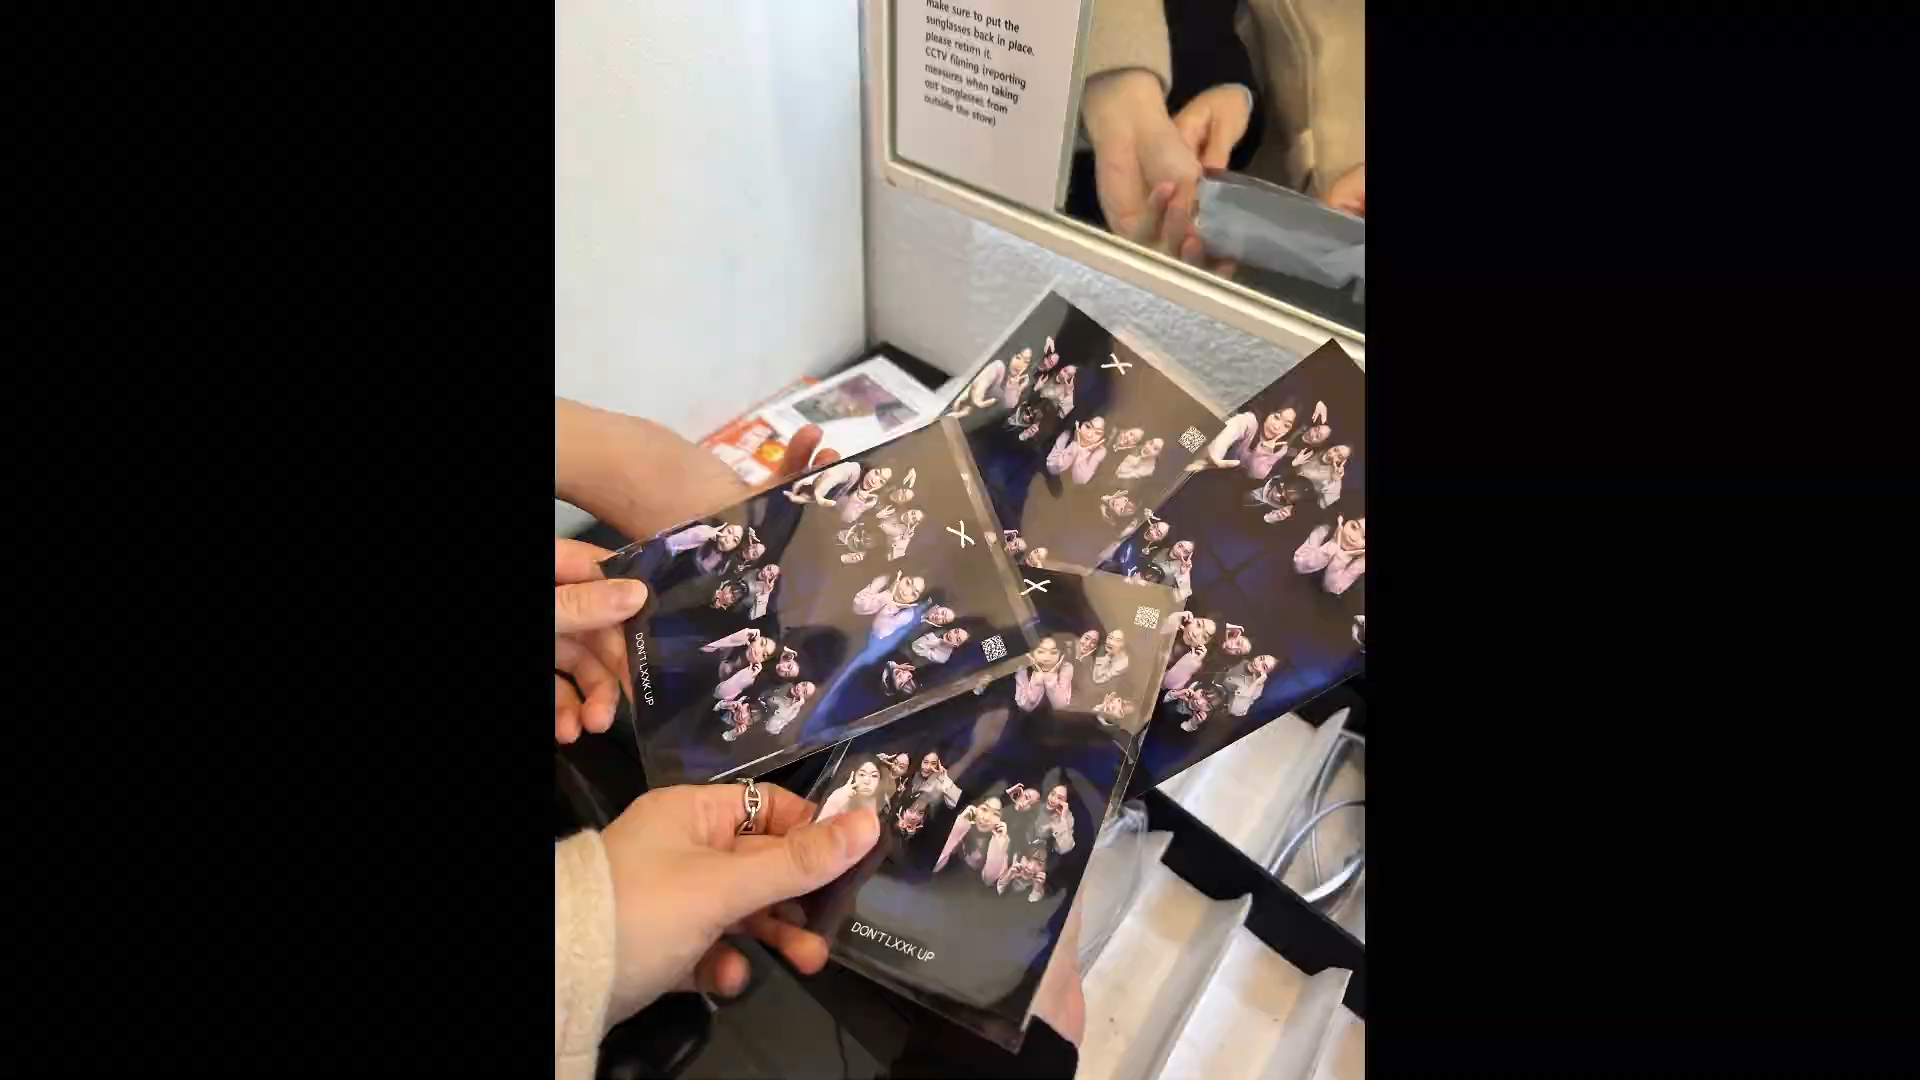 make sure to put the
sunglasses back in place.
please return it.
CCTV filming (reporting
measures when taking
out sunglasses from
outside the store)
X
X
X
DON'T LXXK UP
DON'T LXXK UP